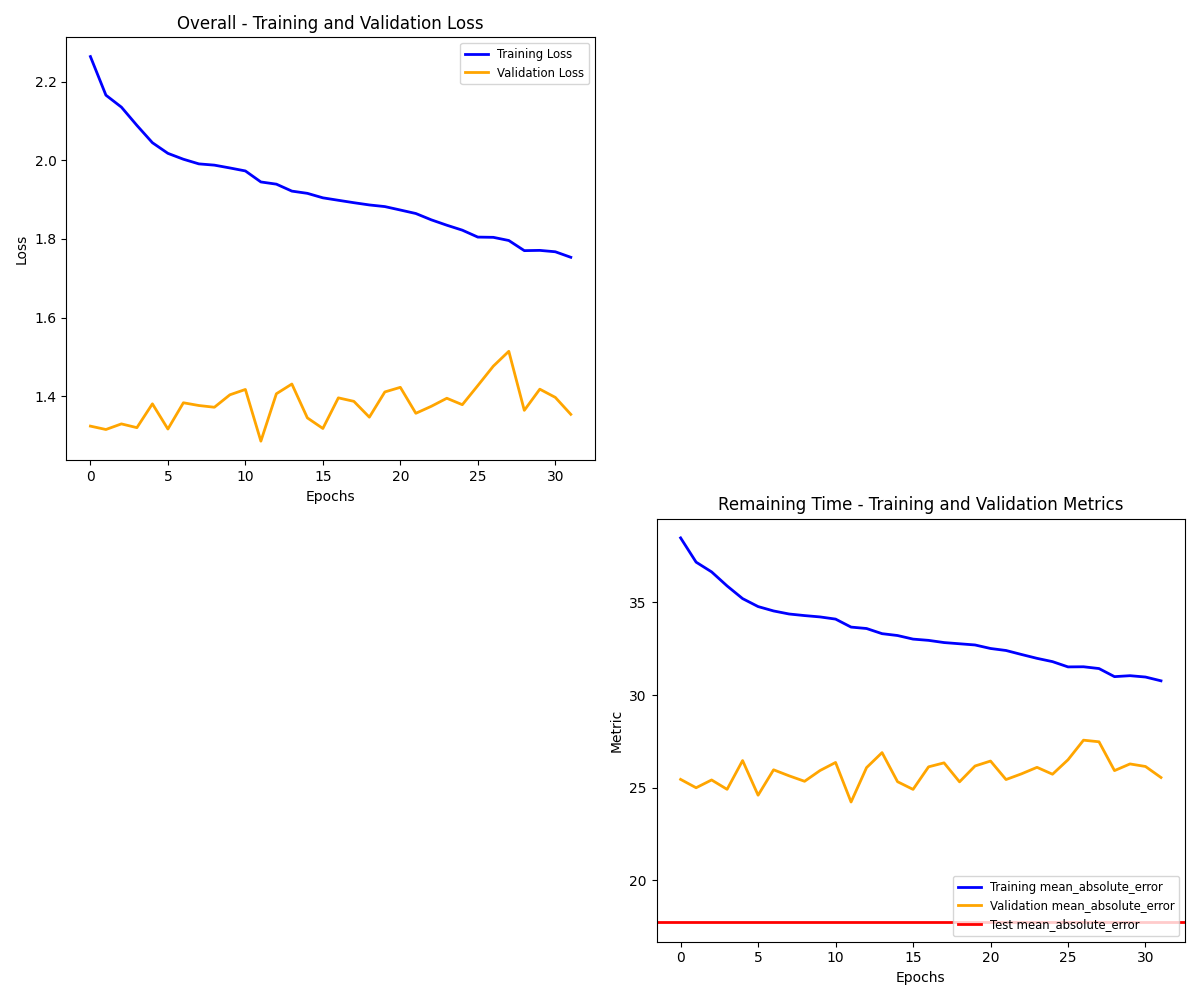 Overall - Training and Validation Loss
Training Loss
Validation Loss
2.2
2.0
1.8
1.6
1.4
Loss
0 5 10 15 20 25 30
Epochs
Remaining Time - Training and Validation Metrics
35
30
25
20
Metric
Training mean_absolute_error
Validation mean_absolute_error
Test mean_absolute_error
0 5 10 15 20 25 30
Epochs